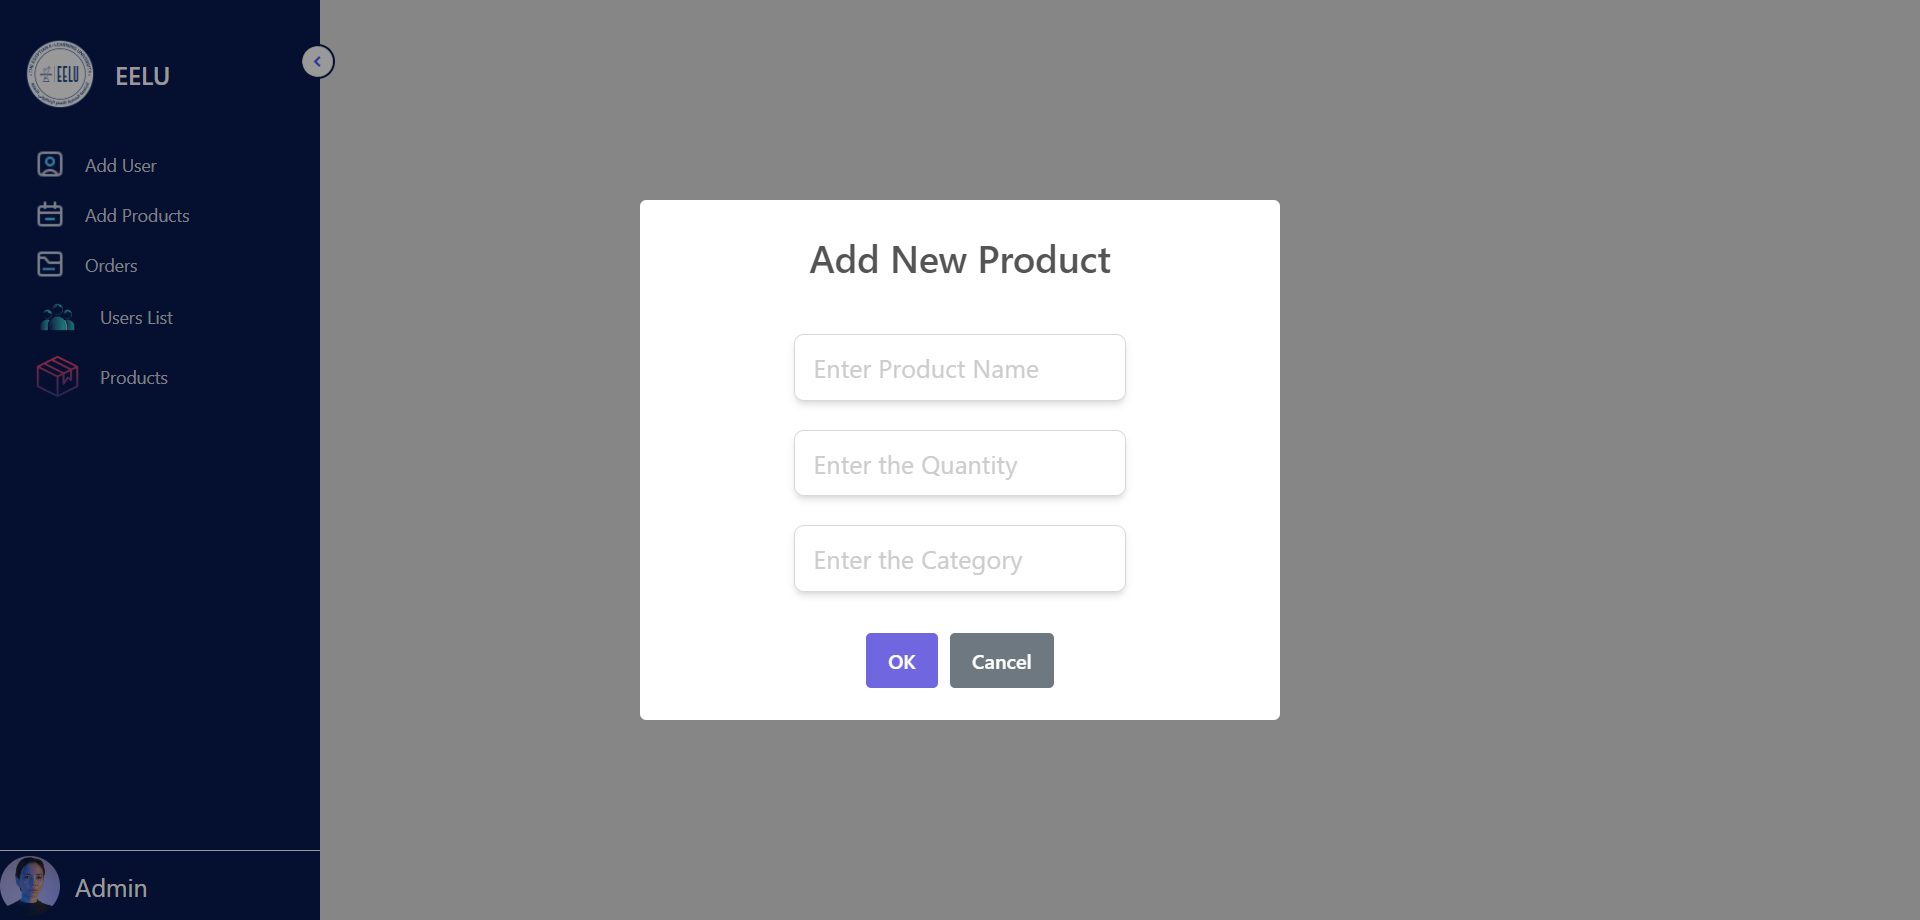 EELU
EELU
Add User
Add Products
Orders
Users List
Products
Admin
Add New Product
Enter Product Name
Enter the Quantity
Enter the Category
OK
Cancel